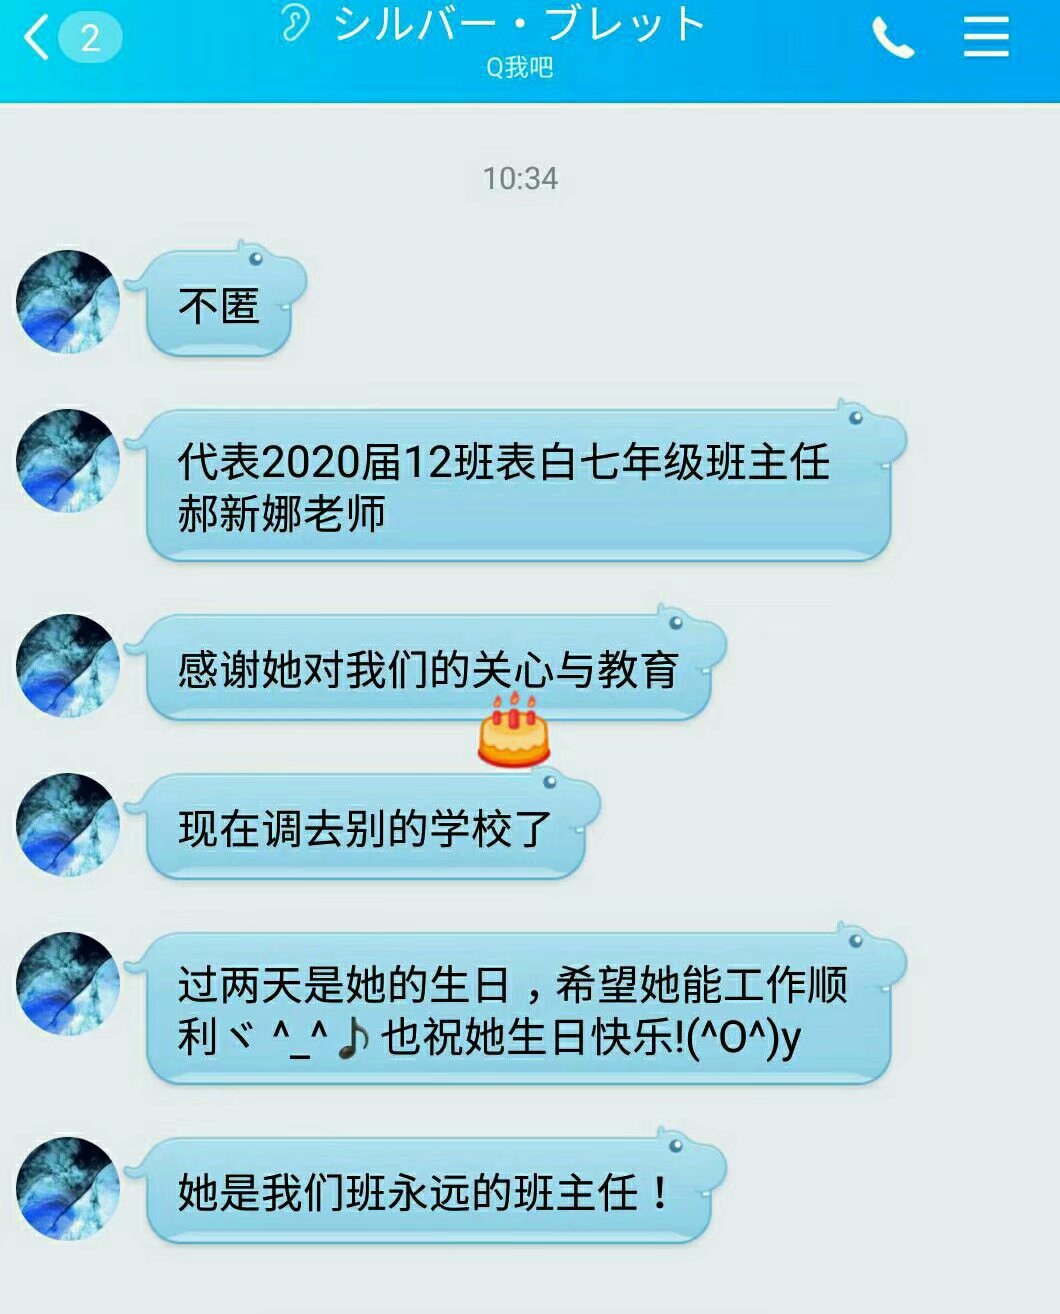 2
シルバー・ブレット
Q我吧
10:34
不匿
代表2020届12班表白七年级班主任
郝新娜老师
感谢她对我们的关心与教育
现在调去别的学校了
过两天是她的生日，希望她能工作顺
利ヾ ^_^♪ 也祝她生日快乐!(^O^)y
她是我们班永远的班主任！